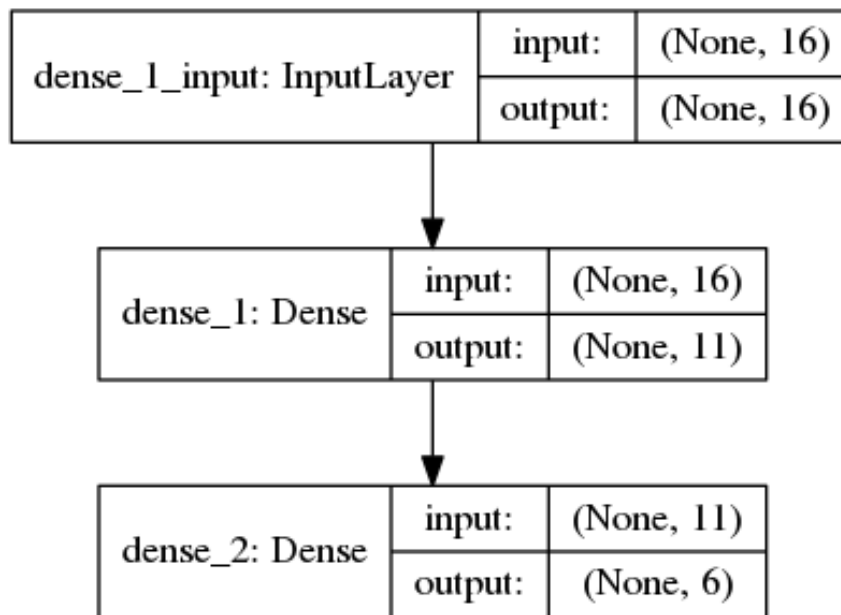 dense_1_input: InputLayer
input: (None, 16)
output: (None, 16)
dense_1: Dense
input: (None, 16)
output: (None, 11)
dense_2: Dense
input: (None, 11)
output: (None, 6)